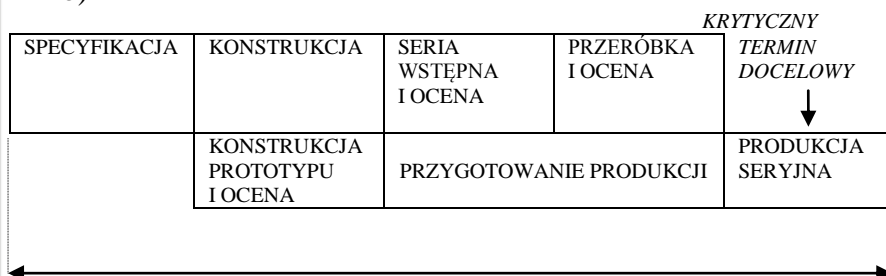 KRYTYCZNY
SPECYFIKACJA KONSTRUKCJA SERIA PRZERÓBKA TERMIN
WSTĘPNA I OCENA DOCELOWY
I OCENA
KONSTRUKCJA PRODUKCJA
PROTOTYPU PRZYGOTOWANIE PRODUKCJI SERYJNA
I OCENA